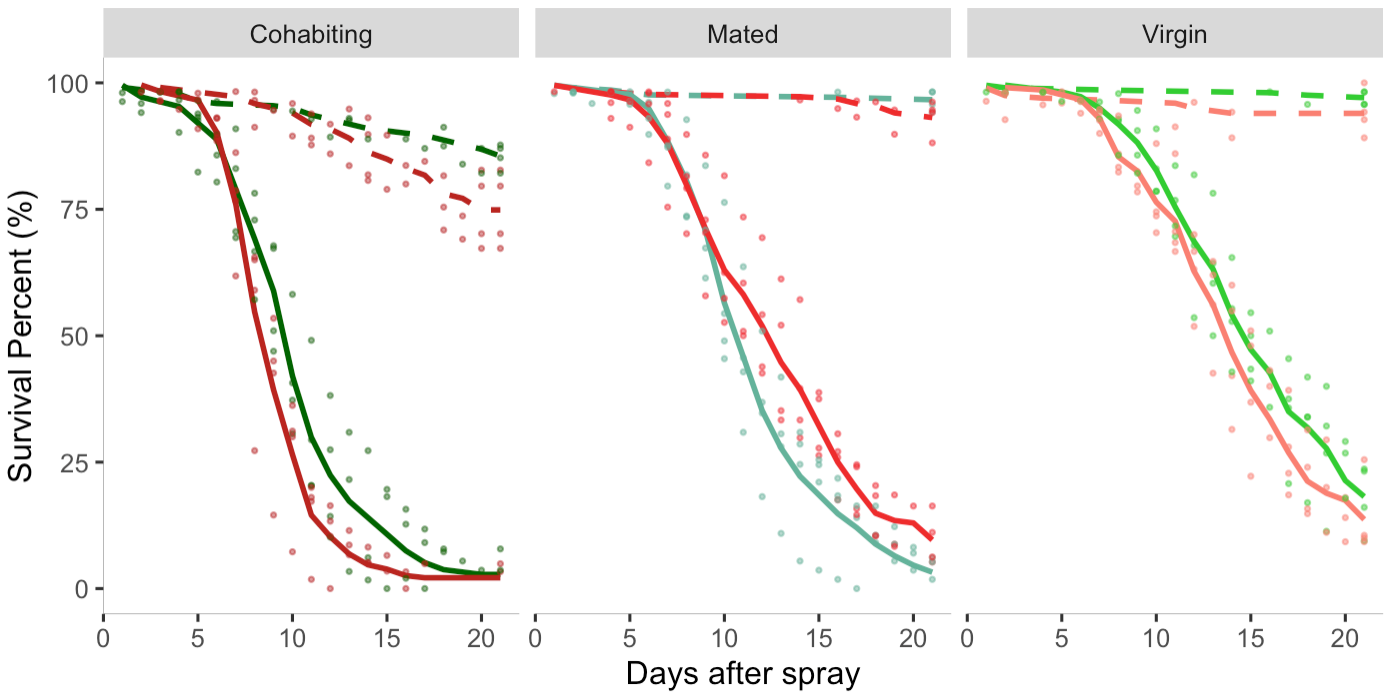 Cohabiting Mated Virgin
Survival Percent (%)
100
75
50
25
0
0 5 10 15 20 0 5 10 15 20 0 5 10 15 20
Days after spray